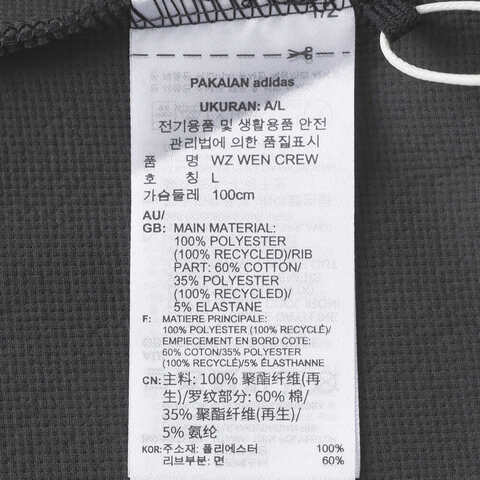 1/2
PAKAIAN adidas
UKURAN: A/L
전기용품 및 생활용품 안전
관리법에 의한 품질표시
품 명 WZ WEN CREW
호 칭 L
가슴둘레 100cm
AU/
GB: MAIN MATERIAL:
100% POLYESTER
(100% RECYCLED)/RIB
PART: 60% COTTON/
35% POLYESTER
(100% RECYCLED)/
5% ELASTANE
F: MATIERE PRINCIPALE:
100% POLYESTER (100% RECYCLÉ)/
EMPIECEMENT EN BORD COTE:
60% COTON/35% POLYESTER
(100% RECYCLÉ)/5% ÉLASTHANNE
CN: 主料: 100% 聚酯纤维(再
生)/罗纹部分: 60% 棉/
35% 聚酯纤维(再生)/
5% 氨纶
KOR: 주소재: 폴리에스터 100%
리브부분: 면 60%